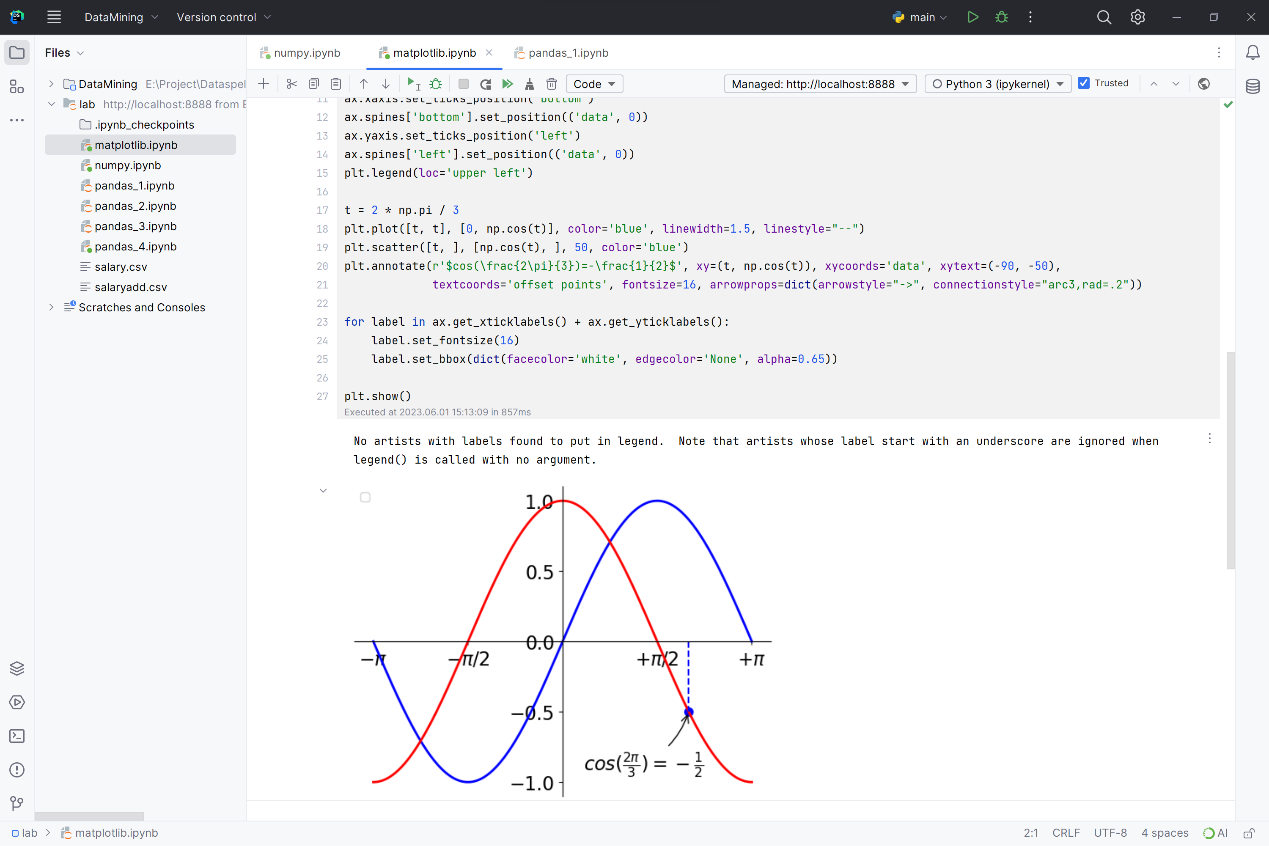 DataMining
Version control
main
Files
numpy.ipynb
matplotlib.ipynb
pandas_1.ipynb
Code
Managed: http://localhost:8888
Python 3 (ipykernel)
Trusted
DataMining E:\Project\Dataspel
lab http://localhost:8888 from E
.ipynb_checkpoints
matplotlib.ipynb
numpy.ipynb
pandas_1.ipynb
pandas_2.ipynb
pandas_3.ipynb
pandas_4.ipynb
salary.csv
salaryadd.csv
Scratches and Consoles
11 ax.xaxis.set_ticks_position('bottom')
12 ax.spines['bottom'].set_position(('data', 0))
13 ax.yaxis.set_ticks_position('left')
14 ax.spines['left'].set_position(('data', 0))
15 plt.legend(loc='upper left')
16
17 t = 2 * np.pi / 3
18 plt.plot([t, t], [0, np.cos(t)], color='blue', linewidth=1.5, linestyle="--")
19 plt.scatter([t, ], [np.cos(t), ], 50, color='blue')
20 plt.annotate(r'$cos(\frac{2\pi}{3})=-\frac{1}{2}$', xy=(t, np.cos(t)), xycoords='data', xytext=(-90, -50),
21 textcoords='offset points', fontsize=16, arrowprops=dict(arrowstyle="->", connectionstyle="arc3,rad=.2"))
22
23 for label in ax.get_xticklabels() + ax.get_yticklabels():
24 label.set_fontsize(16)
25 label.set_bbox(dict(facecolor='white', edgecolor='None', alpha=0.65))
26
27 plt.show()
Executed at 2023.06.01 15:13:09 in 857ms
No artists with labels found to put in legend.  Note that artists whose label start with an underscore are ignored when
legend() is called with no argument.
1.0
0.5
0.0
−π −π/2 +π/2 +π
−0.5
cos(2π/3) = −1/2
−1.0
lab
matplotlib.ipynb
2:1 CRLF UTF-8 4 spaces AI